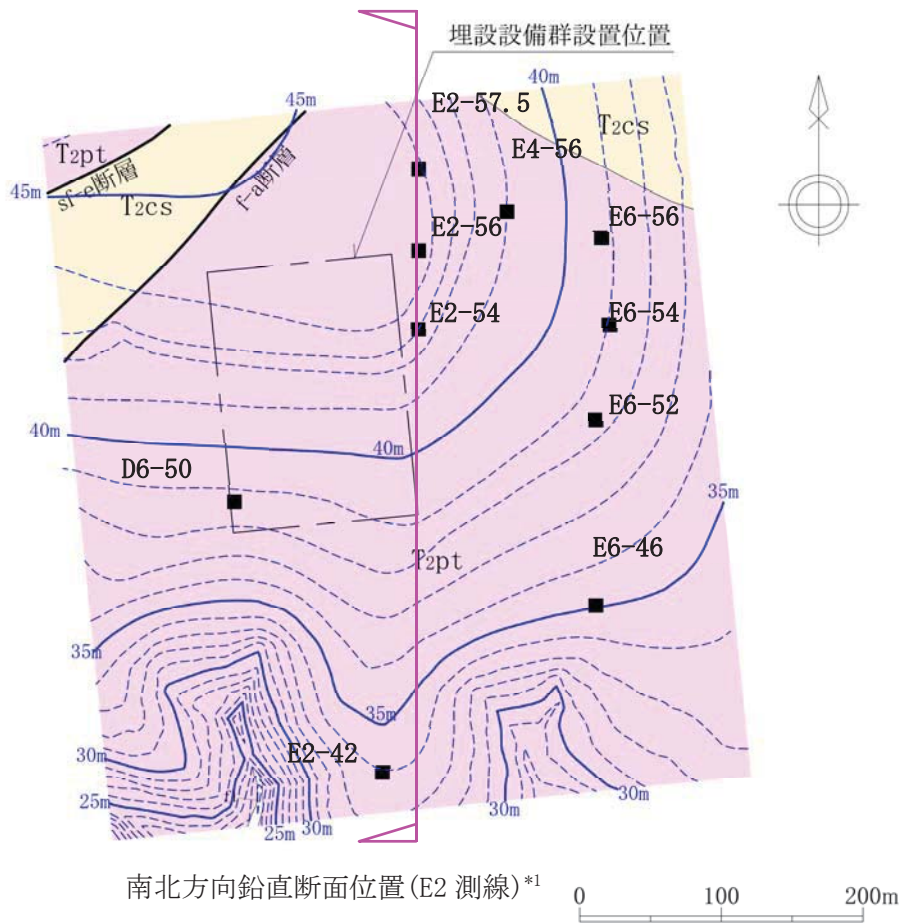 埋設設備群設置位置
40m
45m
E2-57.5
T2cs
E4-56
T2pt
sf-e断層
f-a断層
45m
T2cs
E2-56
E6-56
E2-54
E6-54
E6-52
40m
40m
D6-50
35m
E6-46
T2pt
35m
35m
E2-42
30m
30m
25m
25m
30m
30m
南北方向鉛直断面位置(E2 測線)*1
0 100 200m